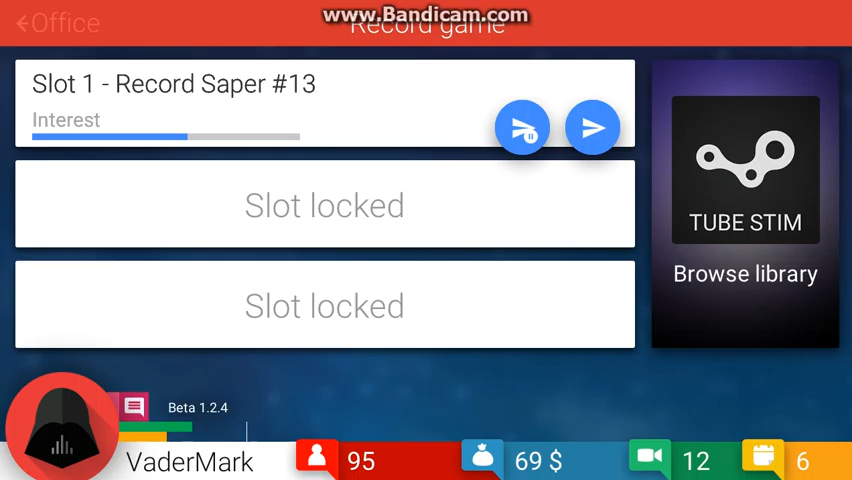 www.Bandicam.com
Office
Record game
Slot 1 - Record Saper #13
Interest
Slot locked
Slot locked
TUBE STIM
Browse library
Beta 1.2.4
VaderMark
95
69 $
12
6